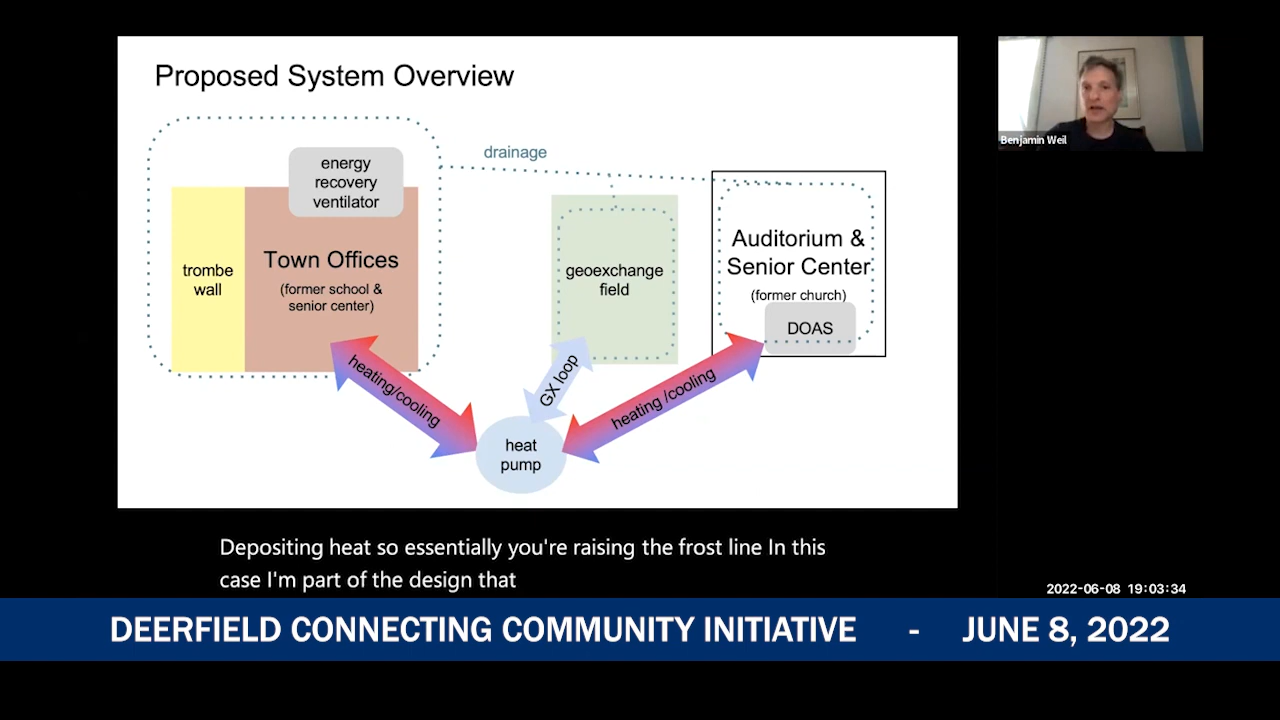 Proposed System Overview
energy
recovery
ventilator
drainage
trombe
wall
Town Offices
(former school &
senior center)
geoexchange
field
Auditorium &
Senior Center
(former church)
DOAS
heating/cooling
GX loop
heating /cooling
heat
pump
Benjamin Weil
Depositing heat so essentially you're raising the frost line In this
case I'm part of the design that
2022-06-08 19:03:34
DEERFIELD CONNECTING COMMUNITY INITIATIVE - JUNE 8, 2022